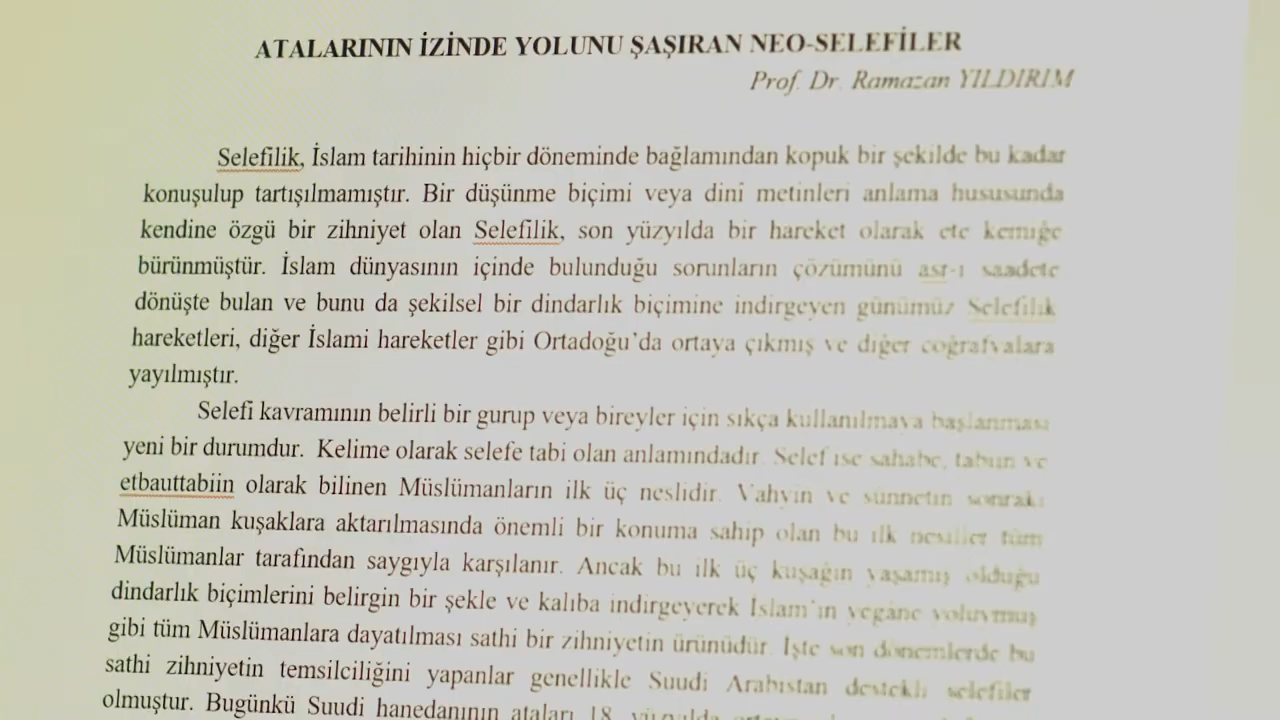 ATALARININ İZİNDE YOLUNU ŞAŞIRAN NEO-SELEFİLER
Prof. Dr. Ramazan YILDIRIM
Selefilik, İslam tarihinin hiçbir döneminde bağlamından kopuk bir şekilde bu kadar
konuşulup tartışılmamıştır. Bir düşünme biçimi veya dini metinleri anlama hususunda
kendine özgü bir zihniyet olan Selefilik, son yüzyılda bir hareket olarak ete kemiğe
bürünmüştür. İslam dünyasının içinde bulunduğu sorunların çözümünü asr-ı saadete
dönüşte bulan ve bunu da şekilsel bir dindarlık biçimine indirgeyen günümüz Selefilik
hareketleri, diğer İslami hareketler gibi Ortadoğu'da ortaya çıkmış ve diğer coğrafyalara
yayılmıştır.
Selefi kavramının belirli bir gurup veya bireyler için sıkça kullanılmaya başlanması
yeni bir durumdur. Kelime olarak selefe tabi olan anlamındadır. Selef ise sahabe, tabiin ve
etbauttabiin olarak bilinen Müslümanların ilk üç neslidir. Vahyin ve sünnetin sonraki
Müslüman kuşaklara aktarılmasında önemli bir konuma sahip olan bu ilk nesiller tüm
Müslümanlar tarafından saygıyla karşılanır. Ancak bu ilk üç kuşağın yaşamış olduğu
dindarlık biçimlerini belirgin bir şekle ve kalıba indirgeyerek İslam'ın yegâne yoluymuş
gibi tüm Müslümanlara dayatılması sathi bir zihniyetin ürünüdür. İşte son dönemlerde bu
sathi zihniyetin temsilciliğini yapanlar genellikle Suudi Arabistan destekli selefiler
olmuştur. Bugünkü Suudi hanedanının ataları 18. yüzyılda